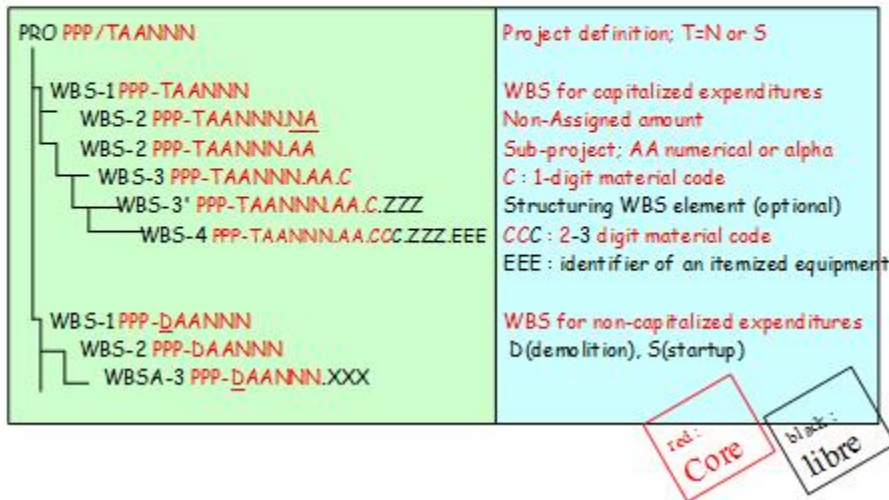 PRO PPP/TAANNN Project definition; T=N or S
WBS-1 PPP-TAANNN WBS for capitalized expenditures
WBS-2 PPP-TAANNN.NA Non-Assigned amount
WBS-2 PPP-TAANNN.AA Sub-project; AA numerical or alpha
WBS-3 PPP-TAANNN.AA.C C : 1-digit material code
WBS-3' PPP-TAANNN.AA.C.ZZZ Structuring WBS element (optional)
WBS-4 PPP-TAANNN.AA.CCC.ZZZ.EEE CCC : 2-3 digit material code
EEE : identifier of an itemized equipment
WBS-1 PPP-DAANNN WBS for non-capitalized expenditures
WBS-2 PPP-DAANNN D(demolition), S(startup)
WBSA-3 PPP-DAANNN.XXX
red :
Core
black :
libre